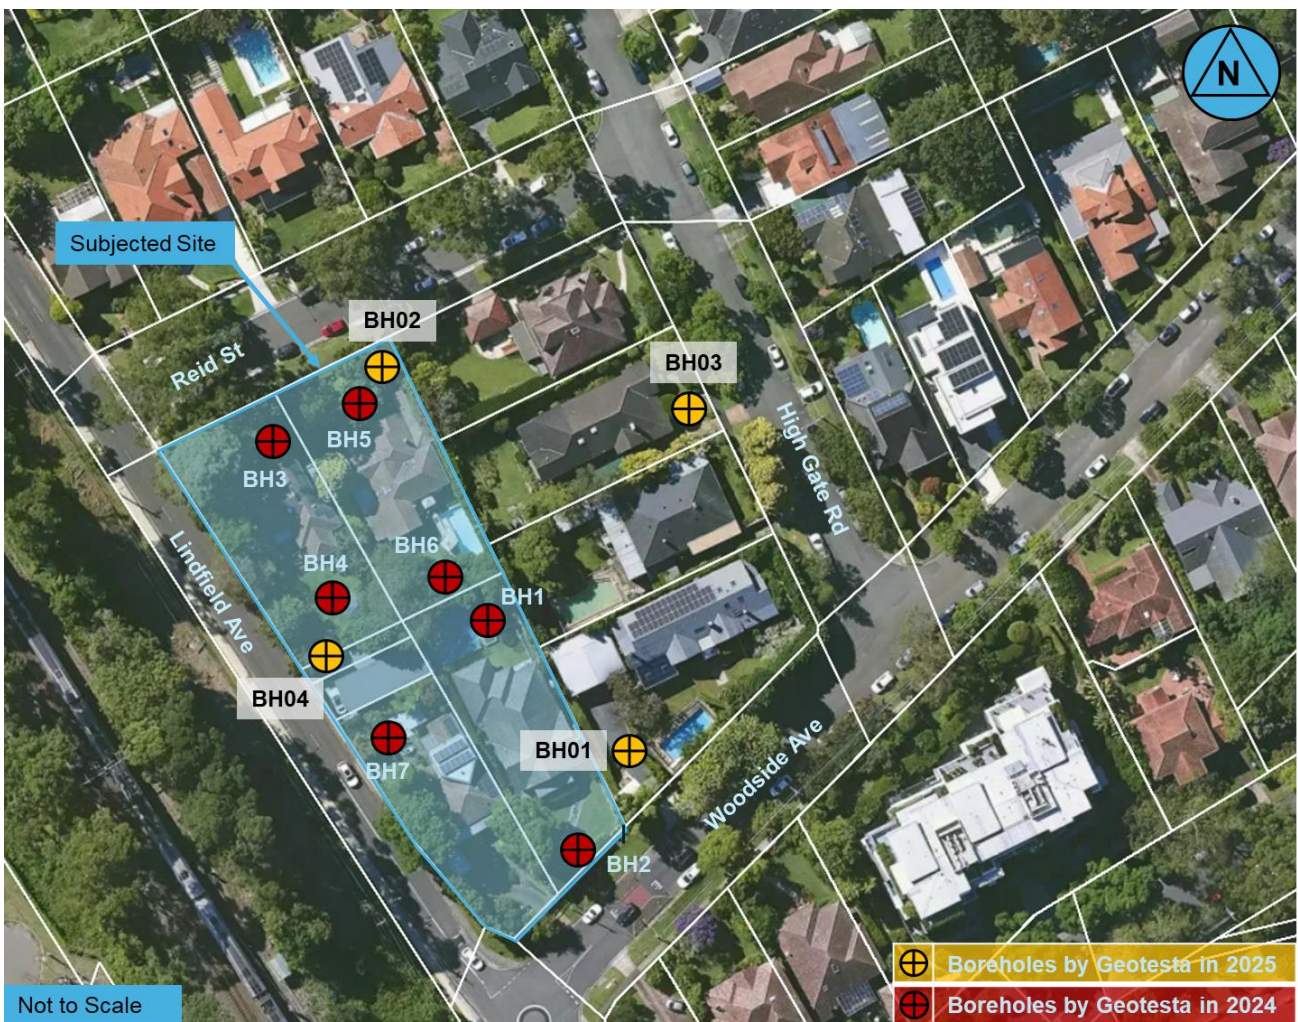 N
Subjected Site
BH02
Reid St
BH03
BH5
BH3
High Gate Rd
BH6
BH4
BH1
Lindfield Ave
BH04
BH01
BH7
Woodside Ave
BH2
Boreholes by Geotesta in 2025
Not to Scale
Boreholes by Geotesta in 2024